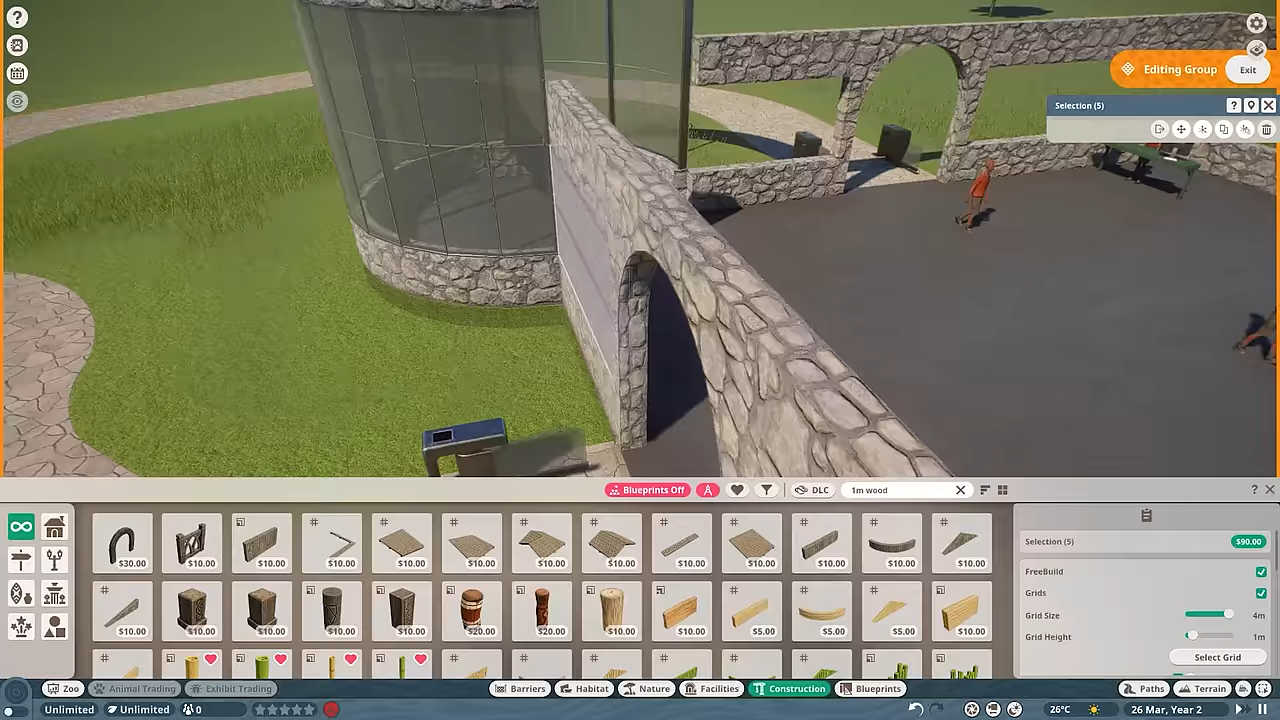 ?
Editing Group
Exit
Selection (5)
?
Blueprints Off
DLC
1m wood
?
$30.00 $10.00 $10.00 $10.00 $10.00 $10.00 $10.00 $10.00 $10.00 $10.00 $10.00 $10.00 $10.00
$10.00 $10.00 $10.00 $10.00 $10.00 $20.00 $20.00 $10.00 $10.00 $5.00 $5.00 $5.00 $10.00
Selection (5) $90.00
FreeBuild
Grids
Grid Size 4m
Grid Height 1m
Select Grid
Zoo Animal Trading Exhibit Trading Barriers Habitat Nature Facilities Construction Blueprints Paths Terrain
Unlimited Unlimited 0 26°C 26 Mar, Year 2